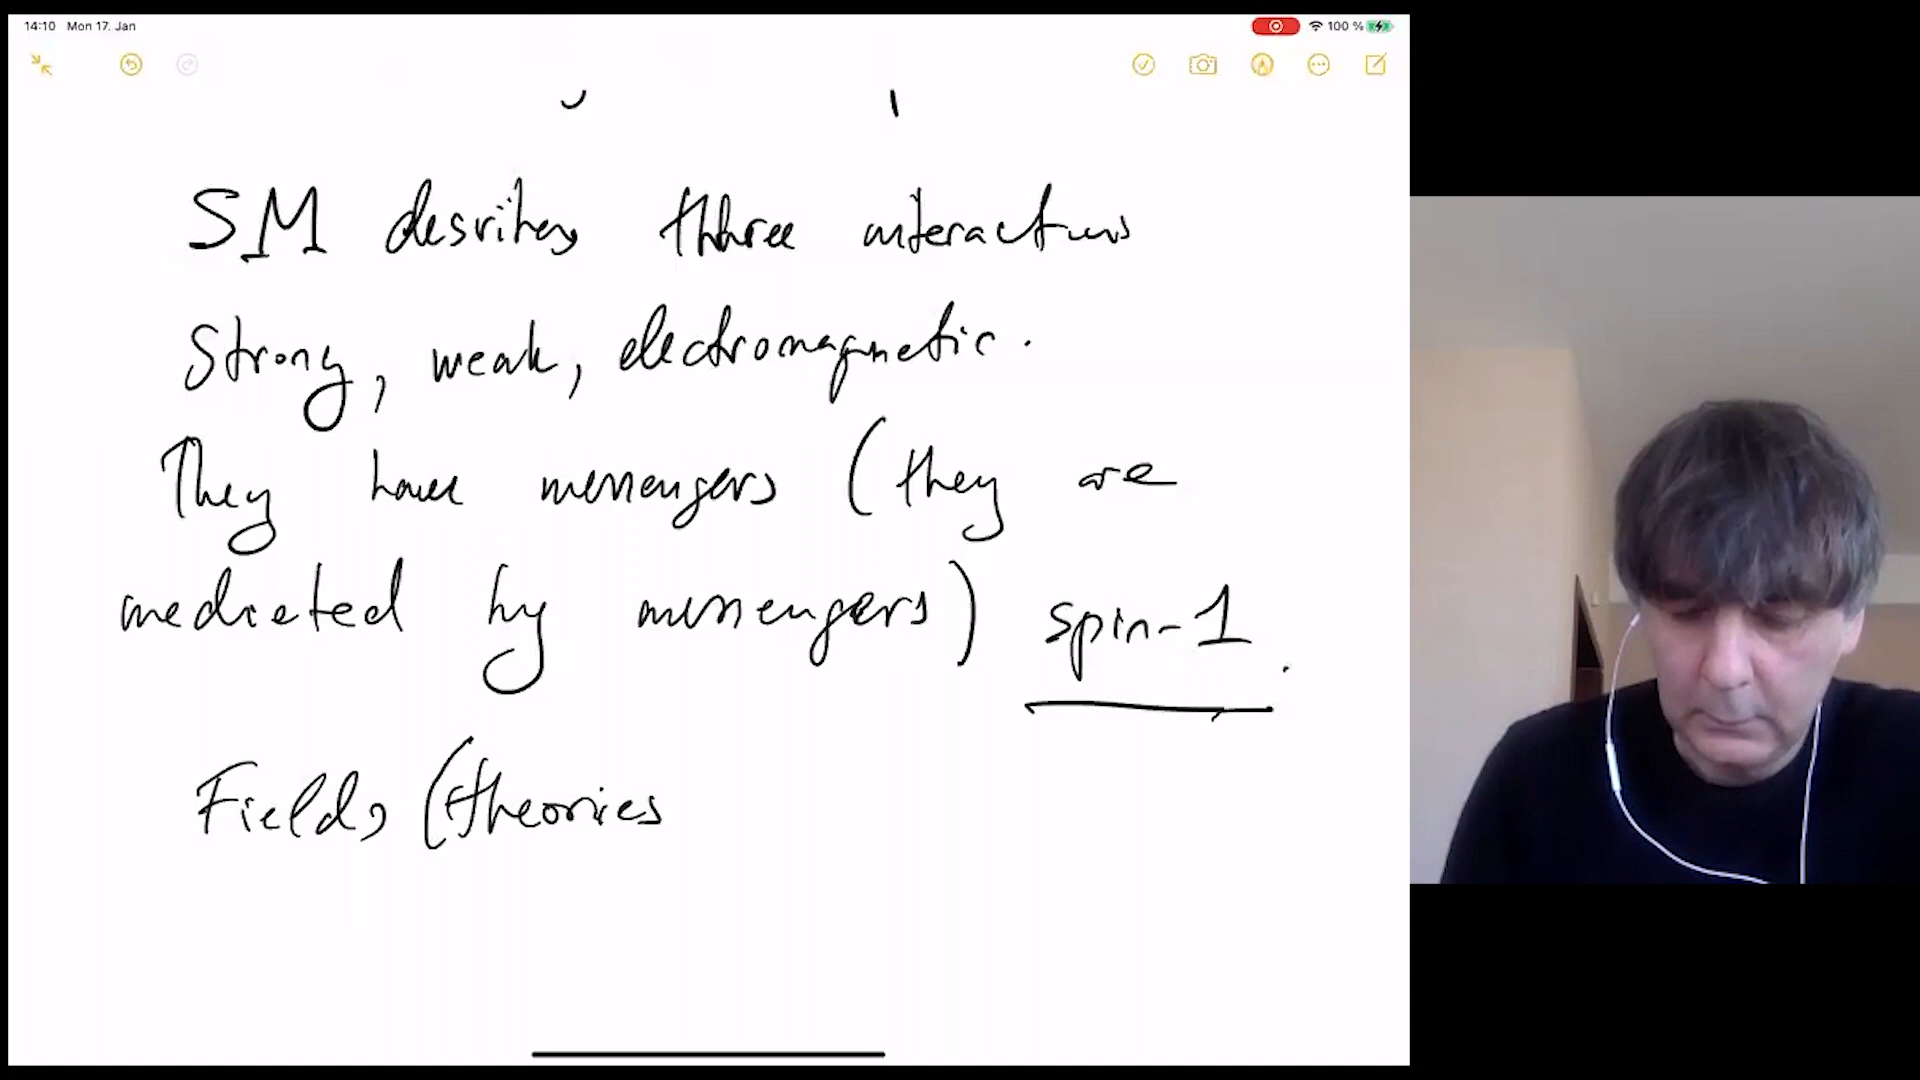 14:10 Mon 17. Jan 100 %
SM desribes three interactions
Strong, weak, electromagnetic.
They have messengers (they are
mediated by messengers) spin-1.
Fields (theories